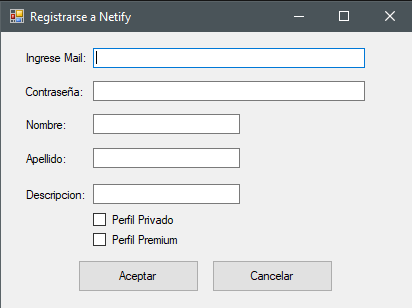 Registrarse a Netify
Ingrese Mail:
Contraseña:
Nombre:
Apellido:
Descripcion:
Perfil Privado
Perfil Premium
Aceptar Cancelar